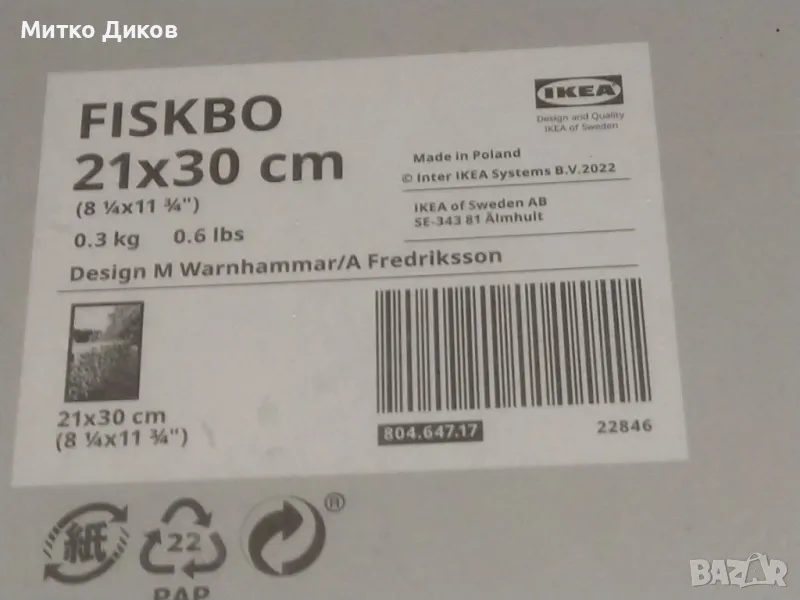 Митко Диков
FISKBO
21x30 cm
(8 ¼x11 ¾")
0.3 kg 0.6 lbs
Design M Warnhammar/A Fredriksson
IKEA
Design and Quality
IKEA of Sweden
Made in Poland
© Inter IKEA Systems B.V.2022
IKEA of Sweden AB
SE-343 81 Älmhult
21x30 cm
(8 ¼x11 ¾")
804.647.17
22846
紙
22
PAP
®
BAZAR